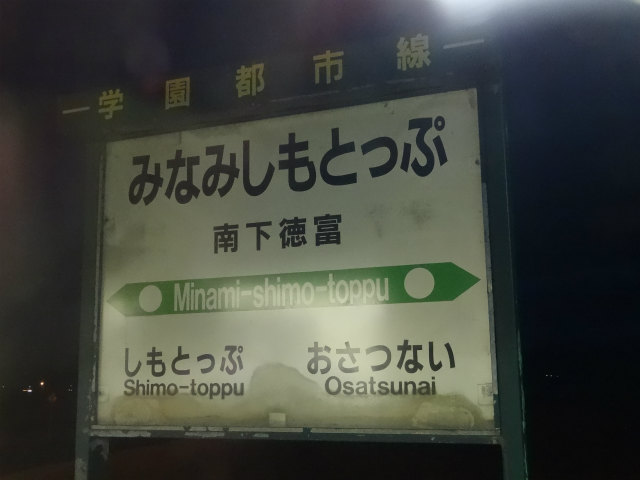 学園都市線
みなみしもとっぷ
南下徳富
Minami-shimo-toppu
しもとっぷ おさつない
Shimo-toppu Osatsunai